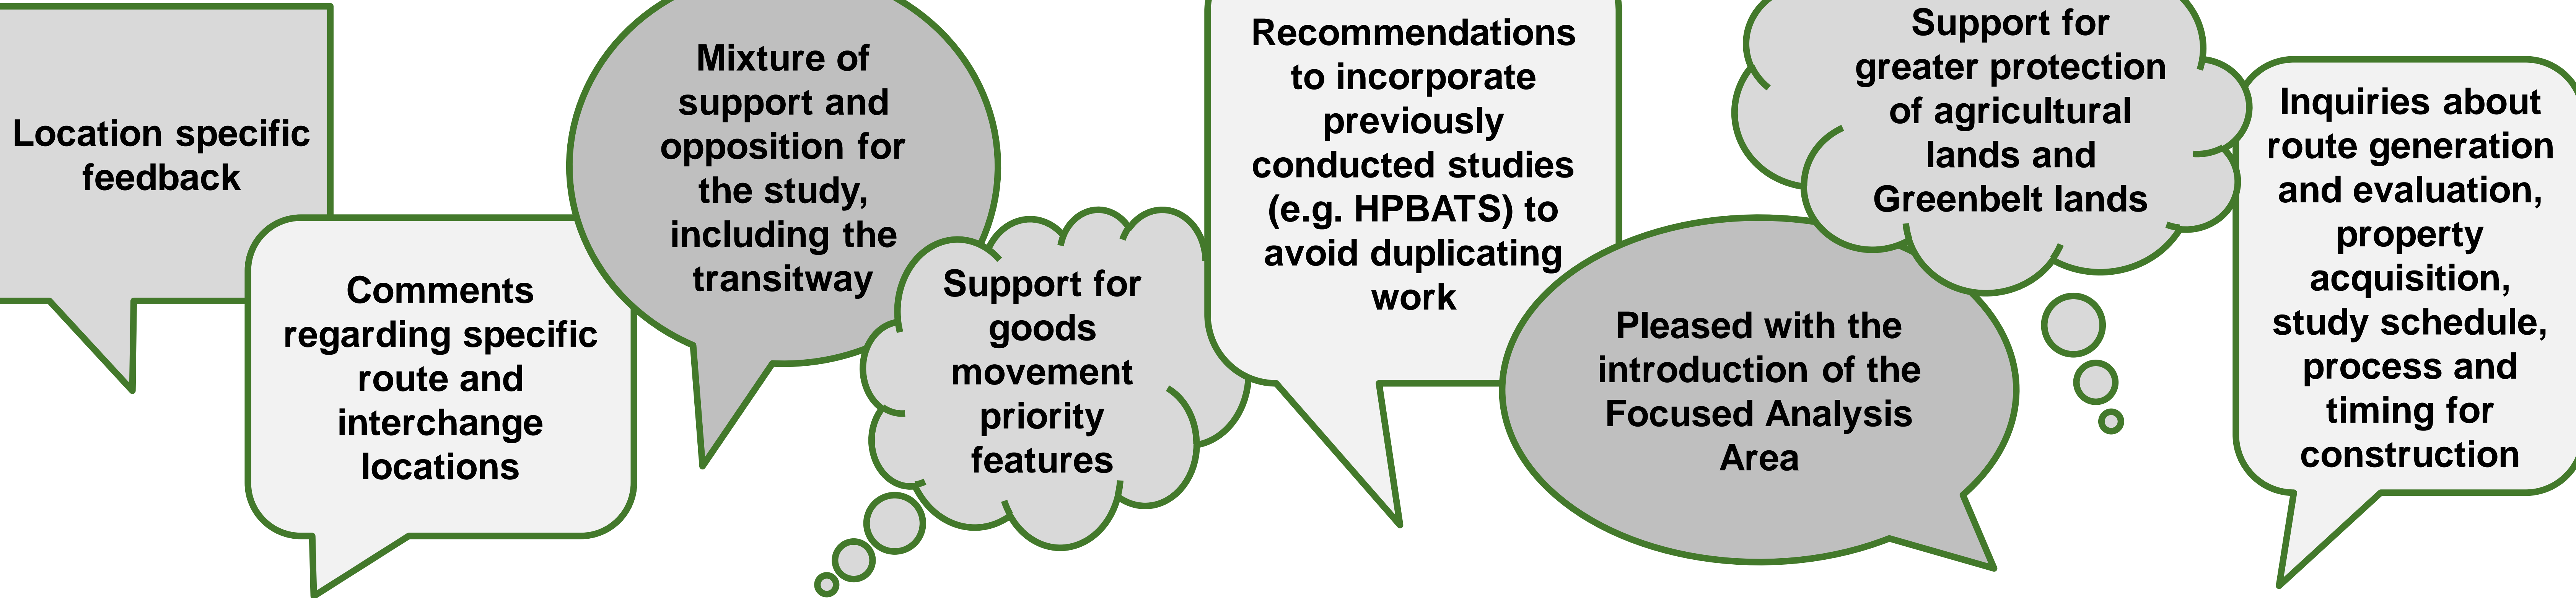 Location specific
feedback
Comments
regarding specific
route and
interchange
locations
Mixture of
support and
opposition for
the study,
including the
transitway
Support for
goods
movement
priority
features
Recommendations
to incorporate
previously
conducted studies
(e.g. HPBATS) to
avoid duplicating
work
Pleased with the
introduction of the
Focused Analysis
Area
Support for
greater protection
of agricultural
lands and
Greenbelt lands
Inquiries about
route generation
and evaluation,
property
acquisition,
study schedule,
process and
timing for
construction